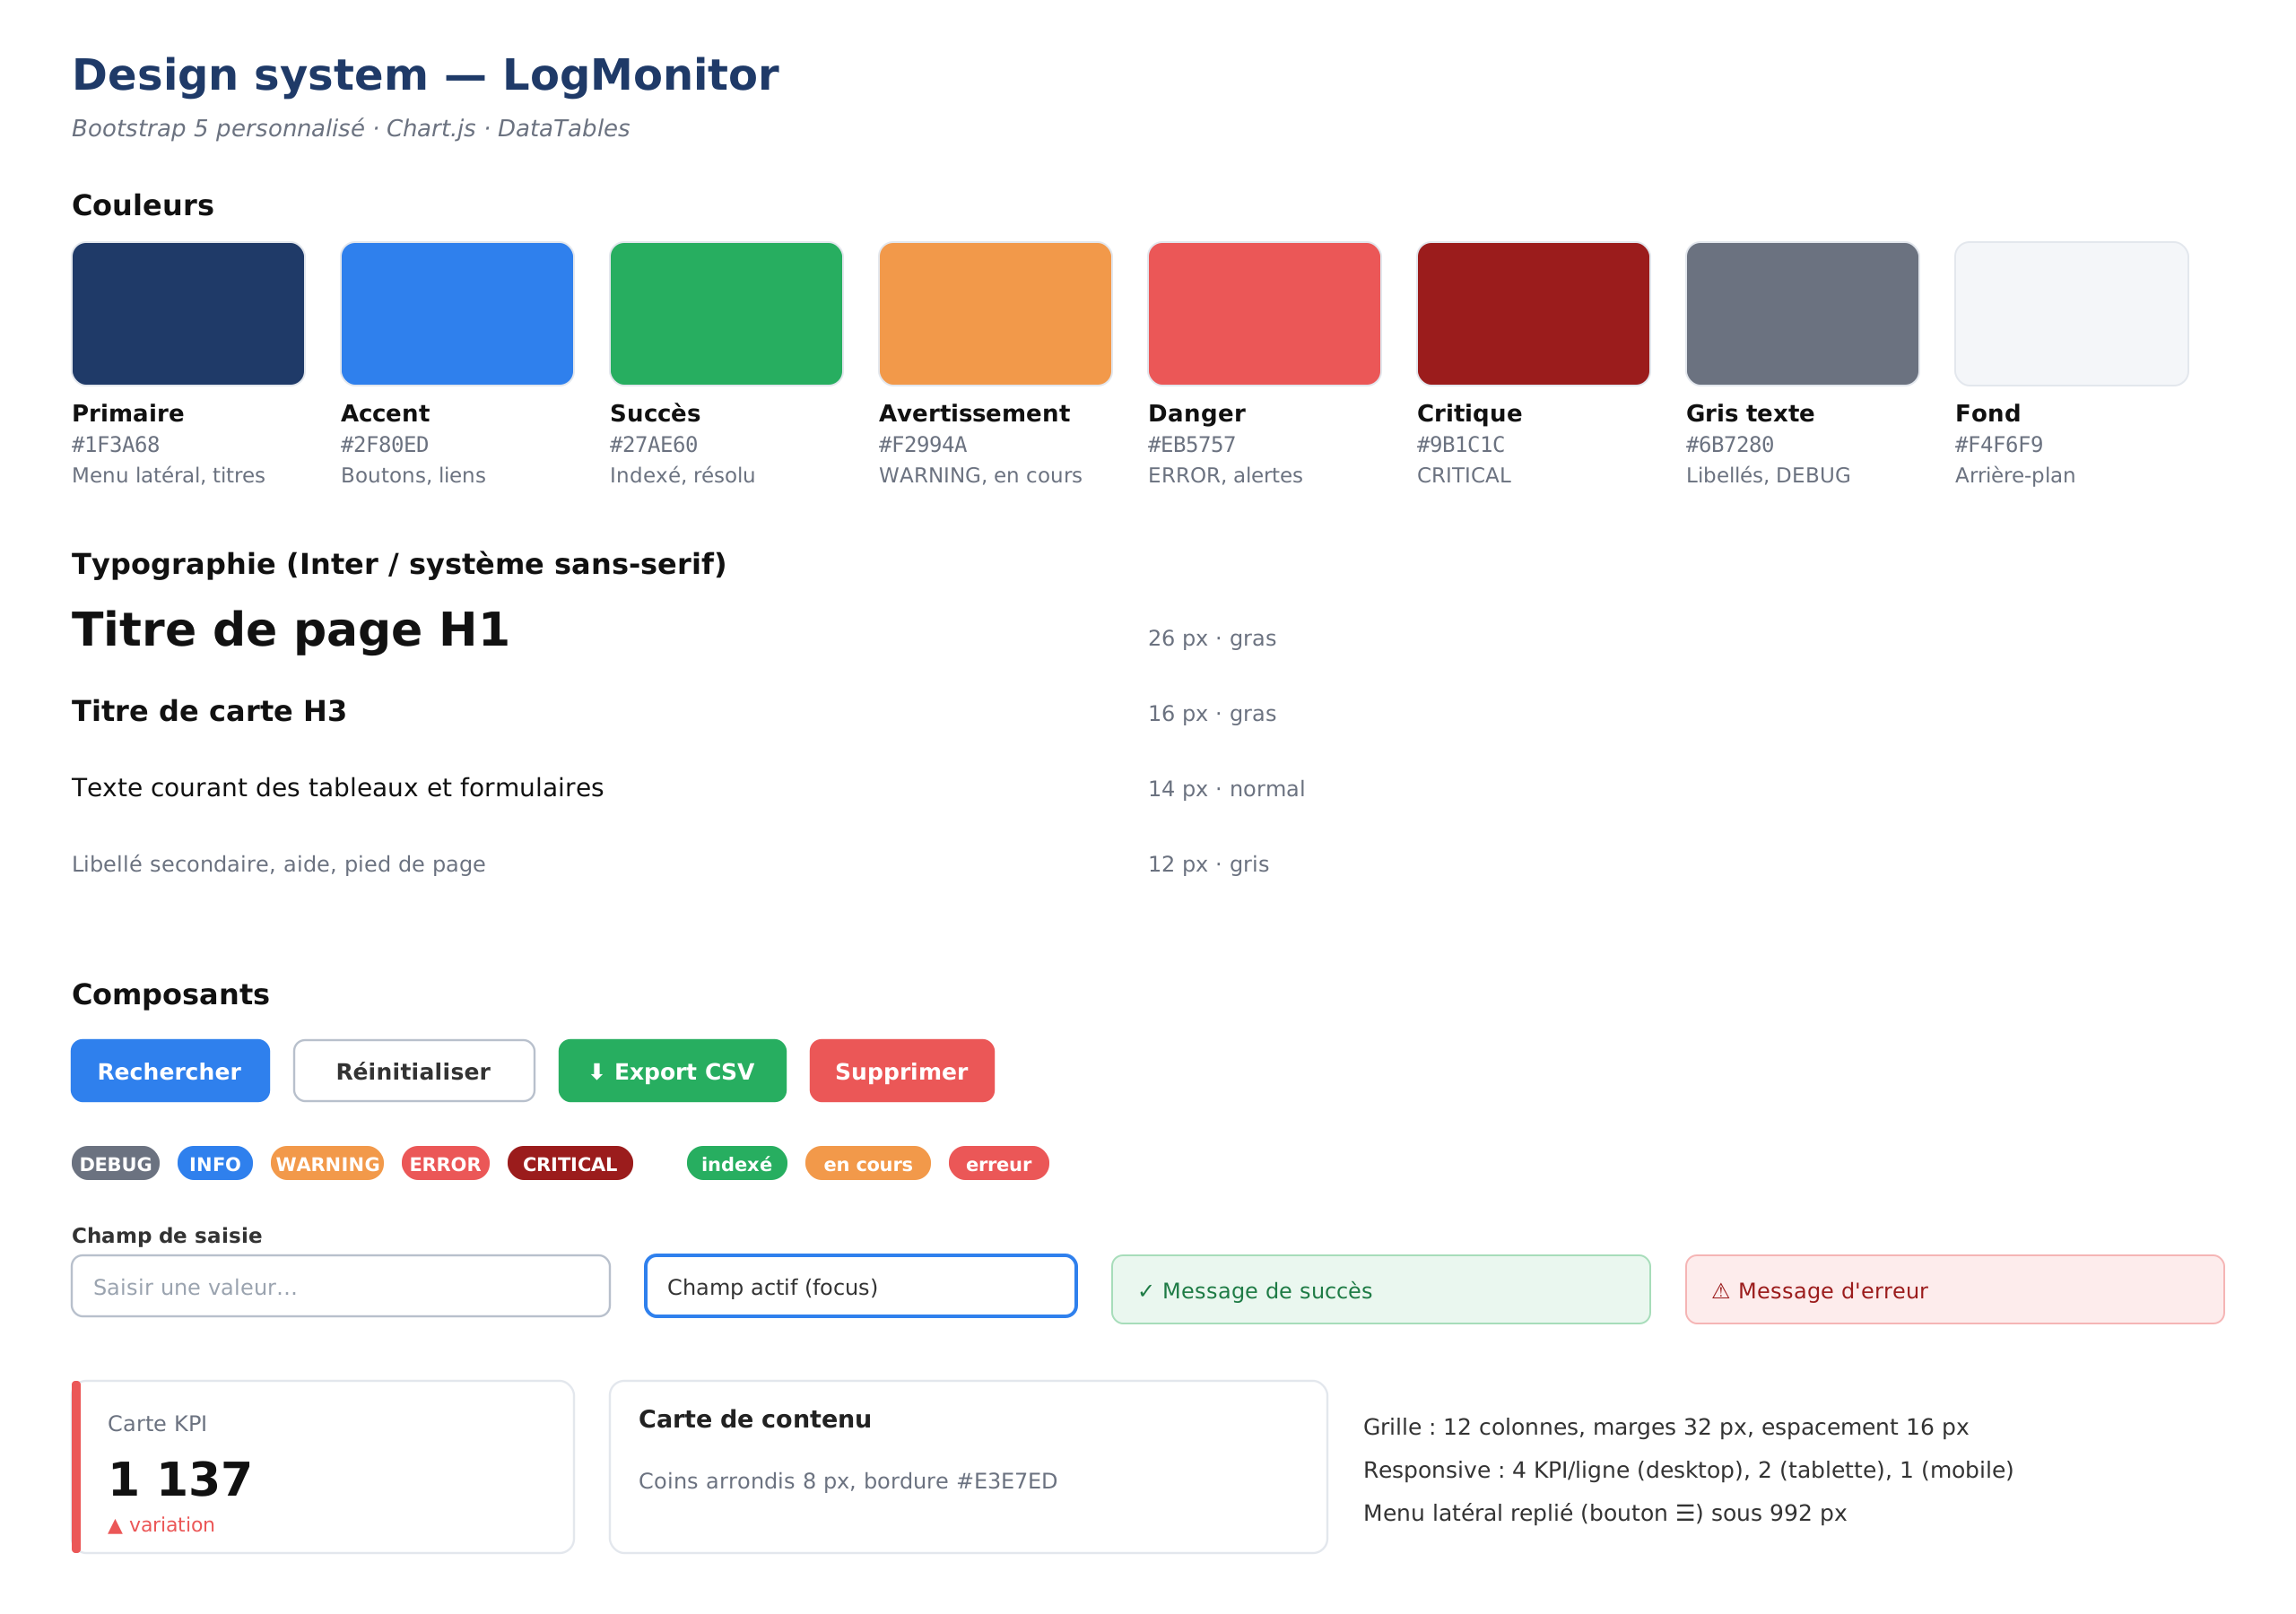 Design system — LogMonitor
Bootstrap 5 personnalisé · Chart.js · DataTables
Couleurs
Primaire
#1F3A68
Menu latéral, titres
Accent
#2F80ED
Boutons, liens
Succès
#27AE60
Indexé, résolu
Avertissement
#F2994A
WARNING, en cours
Danger
#EB5757
ERROR, alertes
Critique
#9B1C1C
CRITICAL
Gris texte
#6B7280
Libellés, DEBUG
Fond
#F4F6F9
Arrière-plan
Typographie (Inter / système sans-serif)
Titre de page H1 26 px · gras
Titre de carte H3 16 px · gras
Texte courant des tableaux et formulaires 14 px · normal
Libellé secondaire, aide, pied de page 12 px · gris
Composants
Rechercher Réinitialiser ⬇ Export CSV Supprimer
DEBUG INFO WARNING ERROR CRITICAL indexé en cours erreur
Champ de saisie
Saisir une valeur... Champ actif (focus) ✓ Message de succès ⚠ Message d'erreur
Carte KPI
1 137
▲ variation
Carte de contenu
Coins arrondis 8 px, bordure #E3E7ED
Grille : 12 colonnes, marges 32 px, espacement 16 px
Responsive : 4 KPI/ligne (desktop), 2 (tablette), 1 (mobile)
Menu latéral replié (bouton ☰) sous 992 px